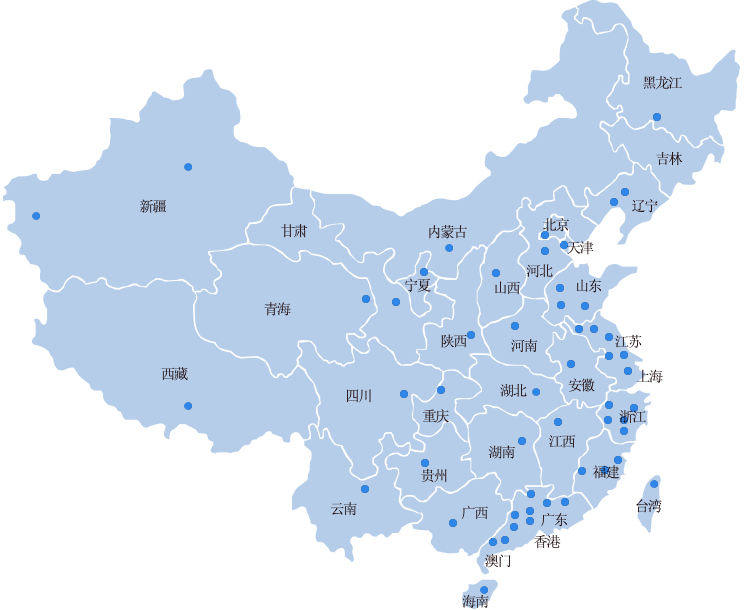 黑龙江
吉林
新疆
辽宁
北京
甘肃
内蒙古
天津
河北
宁夏
山西
山东
青海
陕西
河南
江苏
西藏
上海
安徽
四川
湖北
重庆
浙江
江西
湖南
福建
贵州
云南
广西
台湾
广东
香港
澳门
海南